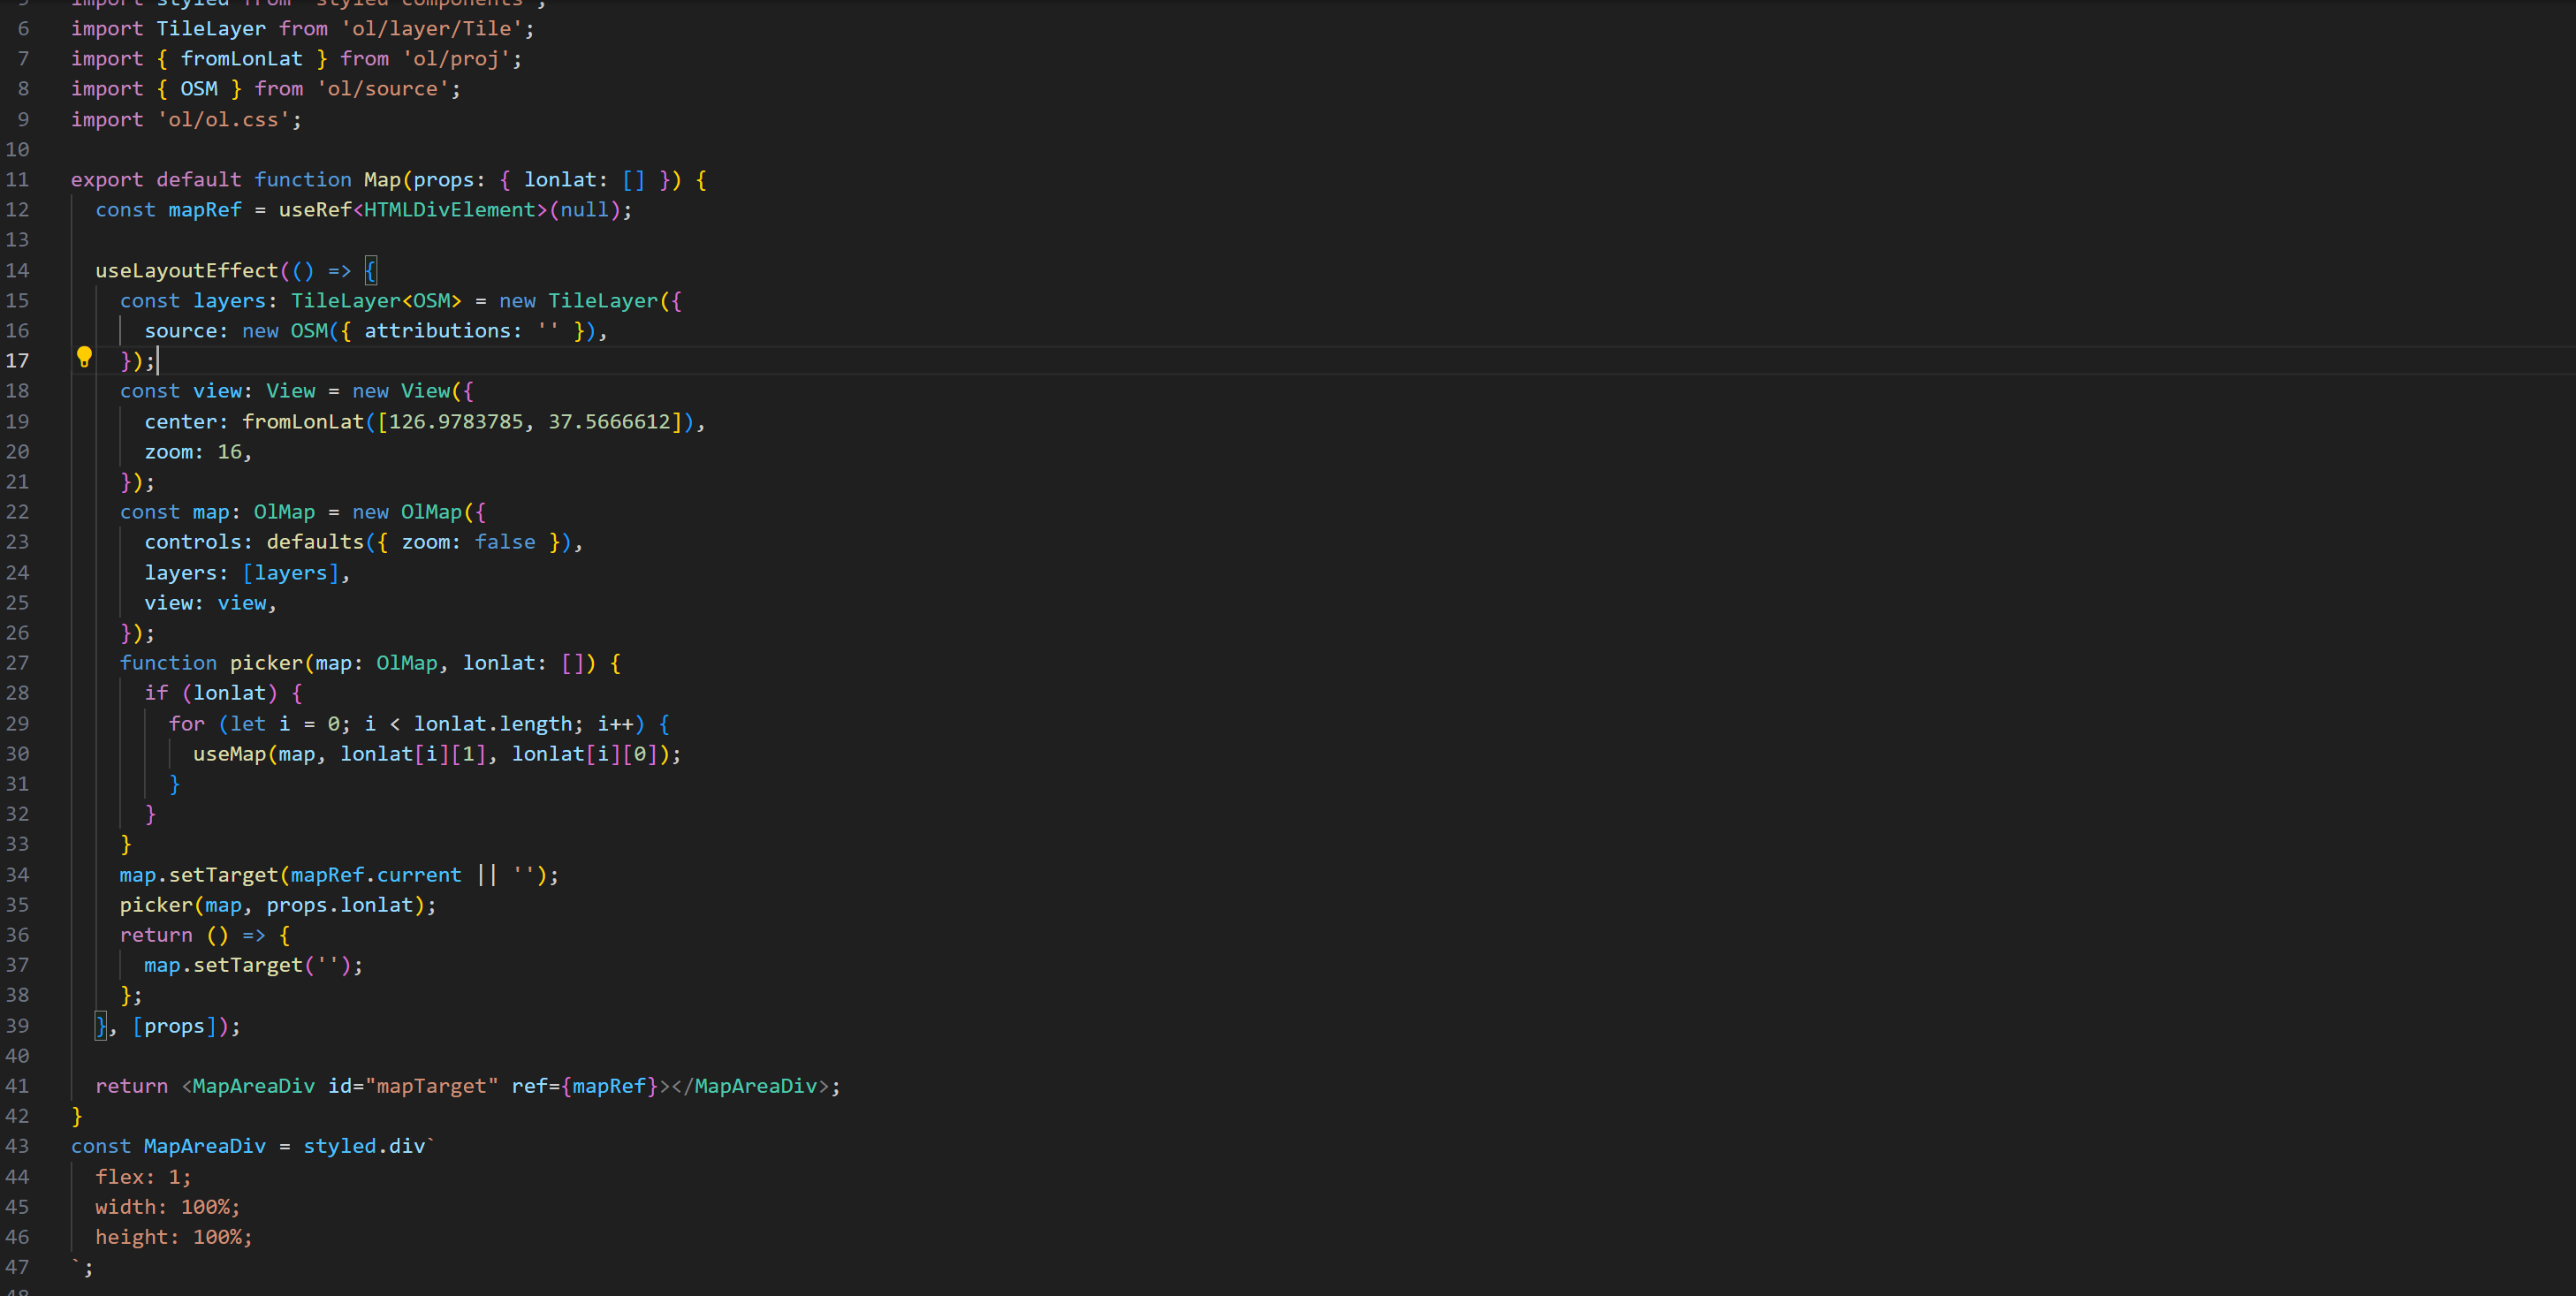 5 import styled from 'styled-components';
6 import TileLayer from 'ol/layer/Tile';
7 import { fromLonLat } from 'ol/proj';
8 import { OSM } from 'ol/source';
9 import 'ol/ol.css';
10
11 export default function Map(props: { lonlat: [] }) {
12   const mapRef = useRef<HTMLDivElement>(null);
13
14   useLayoutEffect(() => {
15     const layers: TileLayer<OSM> = new TileLayer({
16       source: new OSM({ attributions: '' }),
17     });
18     const view: View = new View({
19       center: fromLonLat([126.9783785, 37.5666612]),
20       zoom: 16,
21     });
22     const map: OlMap = new OlMap({
23       controls: defaults({ zoom: false }),
24       layers: [layers],
25       view: view,
26     });
27     function picker(map: OlMap, lonlat: []) {
28       if (lonlat) {
29         for (let i = 0; i < lonlat.length; i++) {
30           useMap(map, lonlat[i][1], lonlat[i][0]);
31         }
32       }
33     }
34     map.setTarget(mapRef.current || '');
35     picker(map, props.lonlat);
36     return () => {
37       map.setTarget('');
38     };
39   }, [props]);
40
41   return <MapAreaDiv id="mapTarget" ref={mapRef}></MapAreaDiv>;
42 }
43 const MapAreaDiv = styled.div`
44   flex: 1;
45   width: 100%;
46   height: 100%;
47 `;
48